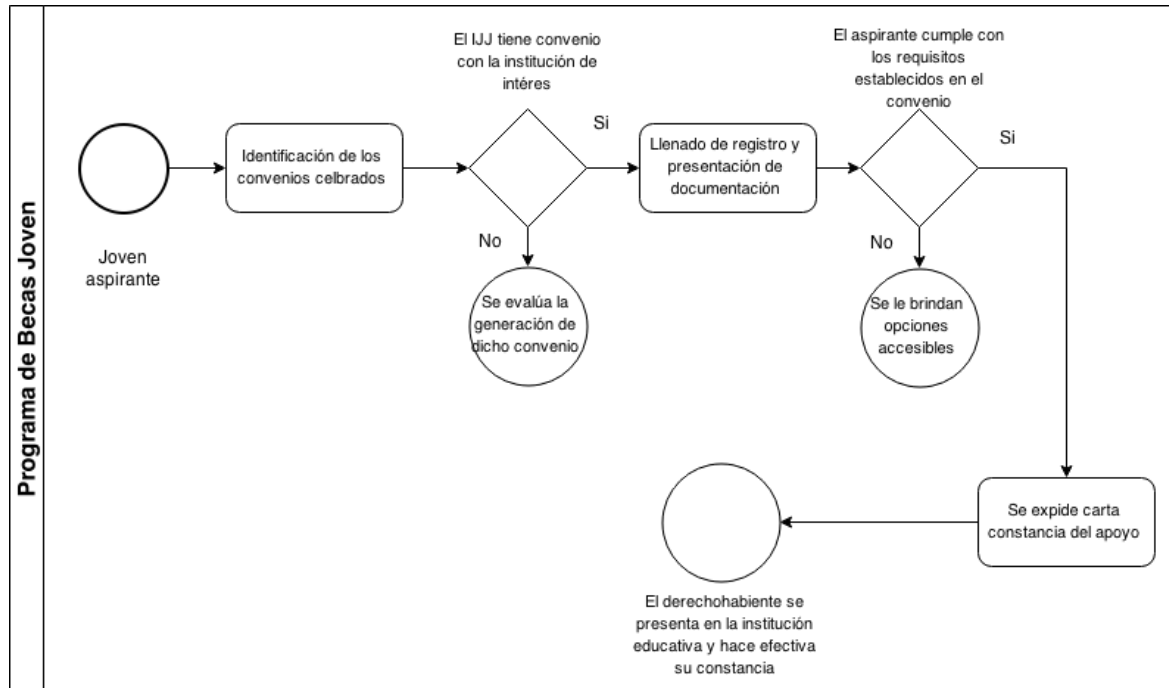 Programa de Becas Joven
Joven
aspirante
Identificación de los
convenios celbrados
El IJJ tiene convenio
con la institución de
intéres
Si
No
Se evalúa la
generación de
dicho convenio
Llenado de registro y
presentación de
documentación
El aspirante cumple con
los requisitos
establecidos en el
convenio
Si
No
Se le brindan
opciones
accesibles
Se expide carta
constancia del apoyo
El derechohabiente se
presenta en la institución
educativa y hace efectiva
su constancia